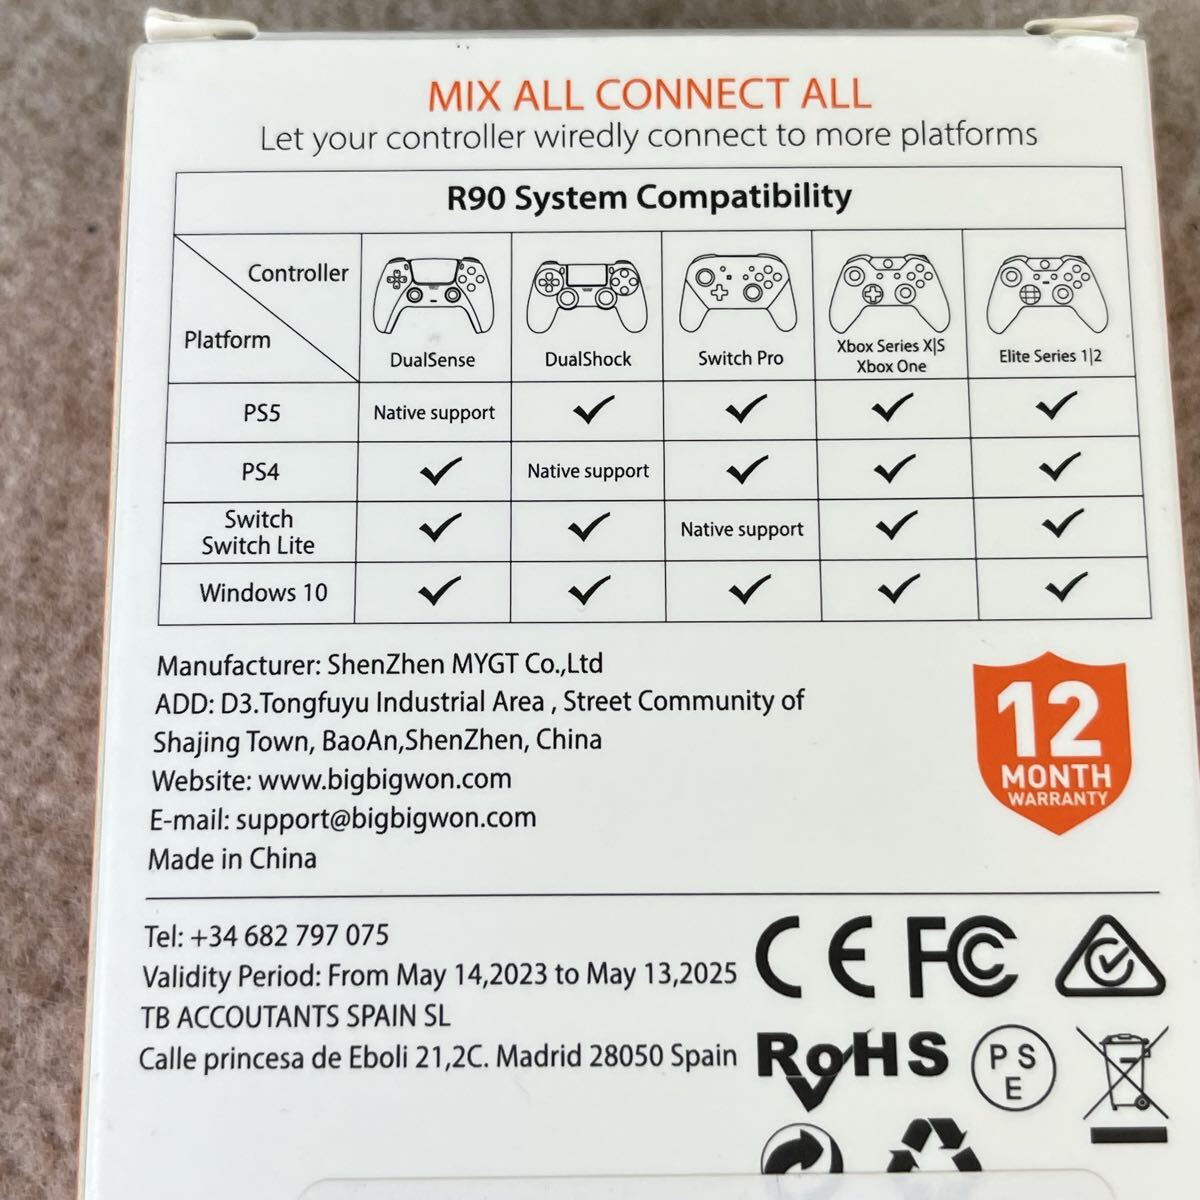 MIX ALL CONNECT ALL
Let your controller wiredly connect to more platforms
R90 System Compatibility
Controller
Platform
DualSense
DualShock
Switch Pro
Xbox Series X|S
Xbox One
Elite Series 1|2
PS5 Native support ✓ ✓ ✓ ✓
PS4 ✓ Native support ✓ ✓ ✓
Switch
Switch Lite ✓ ✓ Native support ✓ ✓
Windows 10 ✓ ✓ ✓ ✓ ✓
Manufacturer: ShenZhen MYGT Co.,Ltd
ADD: D3.Tongfuyu Industrial Area , Street Community of
Shajing Town, BaoAn,ShenZhen, China
Website: www.bigbigwon.com
E-mail: support@bigbigwon.com
Made in China
12
MONTH
WARRANTY
Tel: +34 682 797 075
Validity Period: From May 14,2023 to May 13,2025
TB ACCOUTANTS SPAIN SL
Calle princesa de Eboli 21,2C. Madrid 28050 Spain
CE FC
RoHS
PS
E